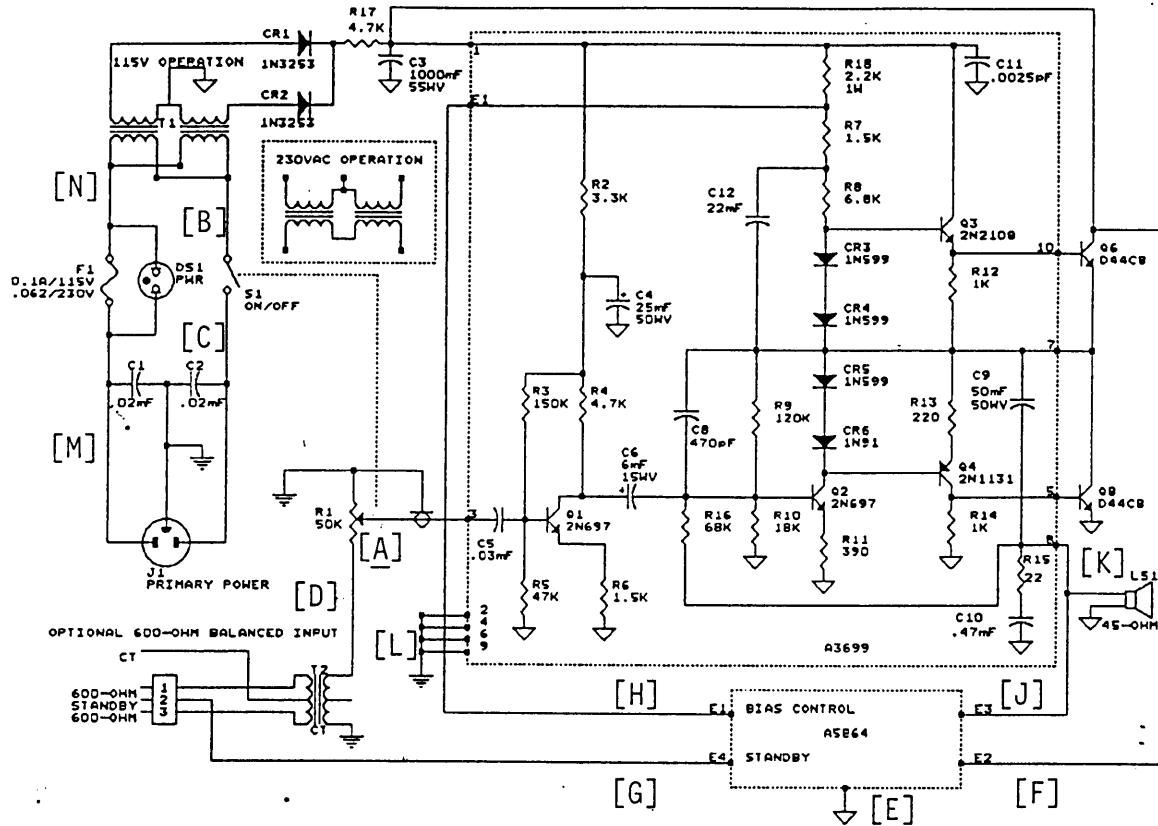 R17
4.7K
CR1
1N3253
115V OPERATION
C3
1000mF
55WV
1
R18
2.2K
1W
C11
.0025pF
CR2
1N3253
E1
T1
R7
1.5K
230VAC OPERATION
[N]
R2
3.3K
C12
22mF
R8
6.8K
[B]
Q3
2N2108
10
Q6
D44C8
CR3
1N599
F1
0.1A/115V
.062/230V
DS1
PWR
S1
ON/OFF
R12
1K
C4
25mF
50WV
CR4
1N599
[C]
7
C1
.02mF
C2
.02mF
R3
150K
R4
4.7K
CR5
1N599
C9
50mF
50WV
R9
120K
R13
220
C8
470pF
CR6
1N91
[M]
C6
6mF
15WV
Q4
2N1131
R1
50K
3
Q1
2N697
Q2
2N697
5
Q8
D44C8
R16
68K
R10
18K
R14
1K
[A]
C5
.03mF
R11
390
8
R15
22
[K]
J1
PRIMARY POWER
[D]
R5
47K
R6
1.5K
LS1
45-OHM
2
4
6
9
C10
.47mF
OPTIONAL 600-OHM BALANCED INPUT
[L]
A3699
CT
T2
600-OHM
STANDBY
600-OHM
1
2
3
CT
[H]
[J]
E1
BIAS CONTROL
E3
A5864
E4
STANDBY
E2
[G]
[E]
[F]